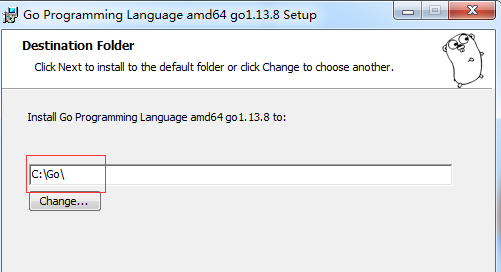 Go Programming Language amd64 go1.13.8 Setup
Destination Folder
Click Next to install to the default folder or click Change to choose another.
Install Go Programming Language amd64 go1.13.8 to:
C:\Go\
Change...